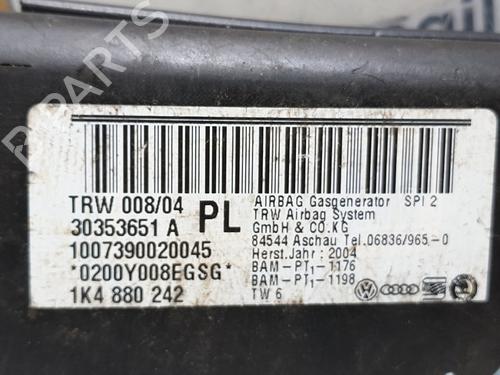 TRW 008/04
30353651 A
PL
1007390020045
*0200Y008EGSG*
1K4 880 242
AIRBAG Gasgenerator SPI 2
TRW Airbag System
GmbH & CO.KG
84544 Aschau Tel.06836/965-0
Herst.Jahr: 2004
BAM-PT1-1176
BAM-PT1-1198
TW 6